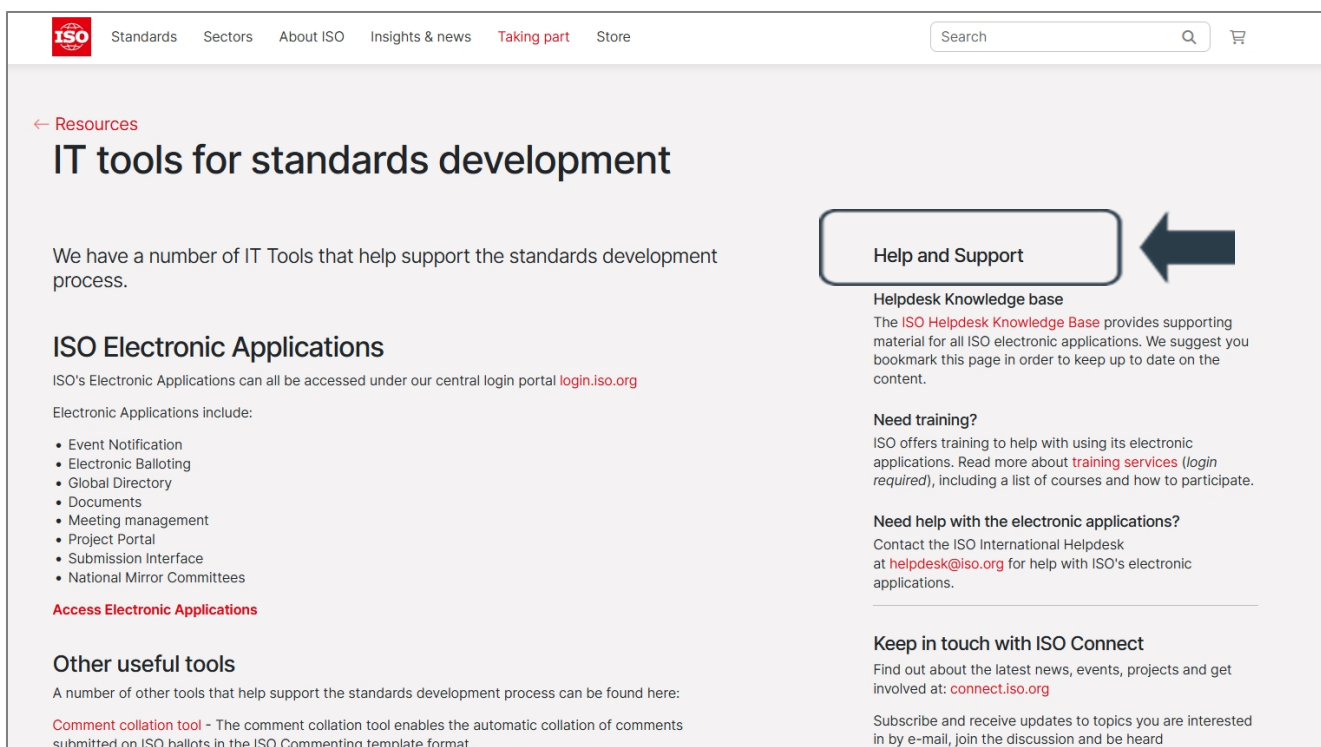 ISO
Standards
Sectors
About ISO
Insights & news
Taking part
Store
Search
← Resources
IT tools for standards development
We have a number of IT Tools that help support the standards development
process.
ISO Electronic Applications
ISO's Electronic Applications can all be accessed under our central login portal login.iso.org
Electronic Applications include:
• Event Notification
• Electronic Balloting
• Global Directory
• Documents
• Meeting management
• Project Portal
• Submission Interface
• National Mirror Committees
Access Electronic Applications
Other useful tools
A number of other tools that help support the standards development process can be found here:
Comment collation tool - The comment collation tool enables the automatic collation of comments
submitted on ISO ballots in the ISO Commenting template format
Help and Support
Helpdesk Knowledge base
The ISO Helpdesk Knowledge Base provides supporting
material for all ISO electronic applications. We suggest you
bookmark this page in order to keep up to date on the
content.
Need training?
ISO offers training to help with using its electronic
applications. Read more about training services (login
required), including a list of courses and how to participate.
Need help with the electronic applications?
Contact the ISO International Helpdesk
at helpdesk@iso.org for help with ISO's electronic
applications.
Keep in touch with ISO Connect
Find out about the latest news, events, projects and get
involved at: connect.iso.org
Subscribe and receive updates to topics you are interested
in by e-mail, join the discussion and be heard